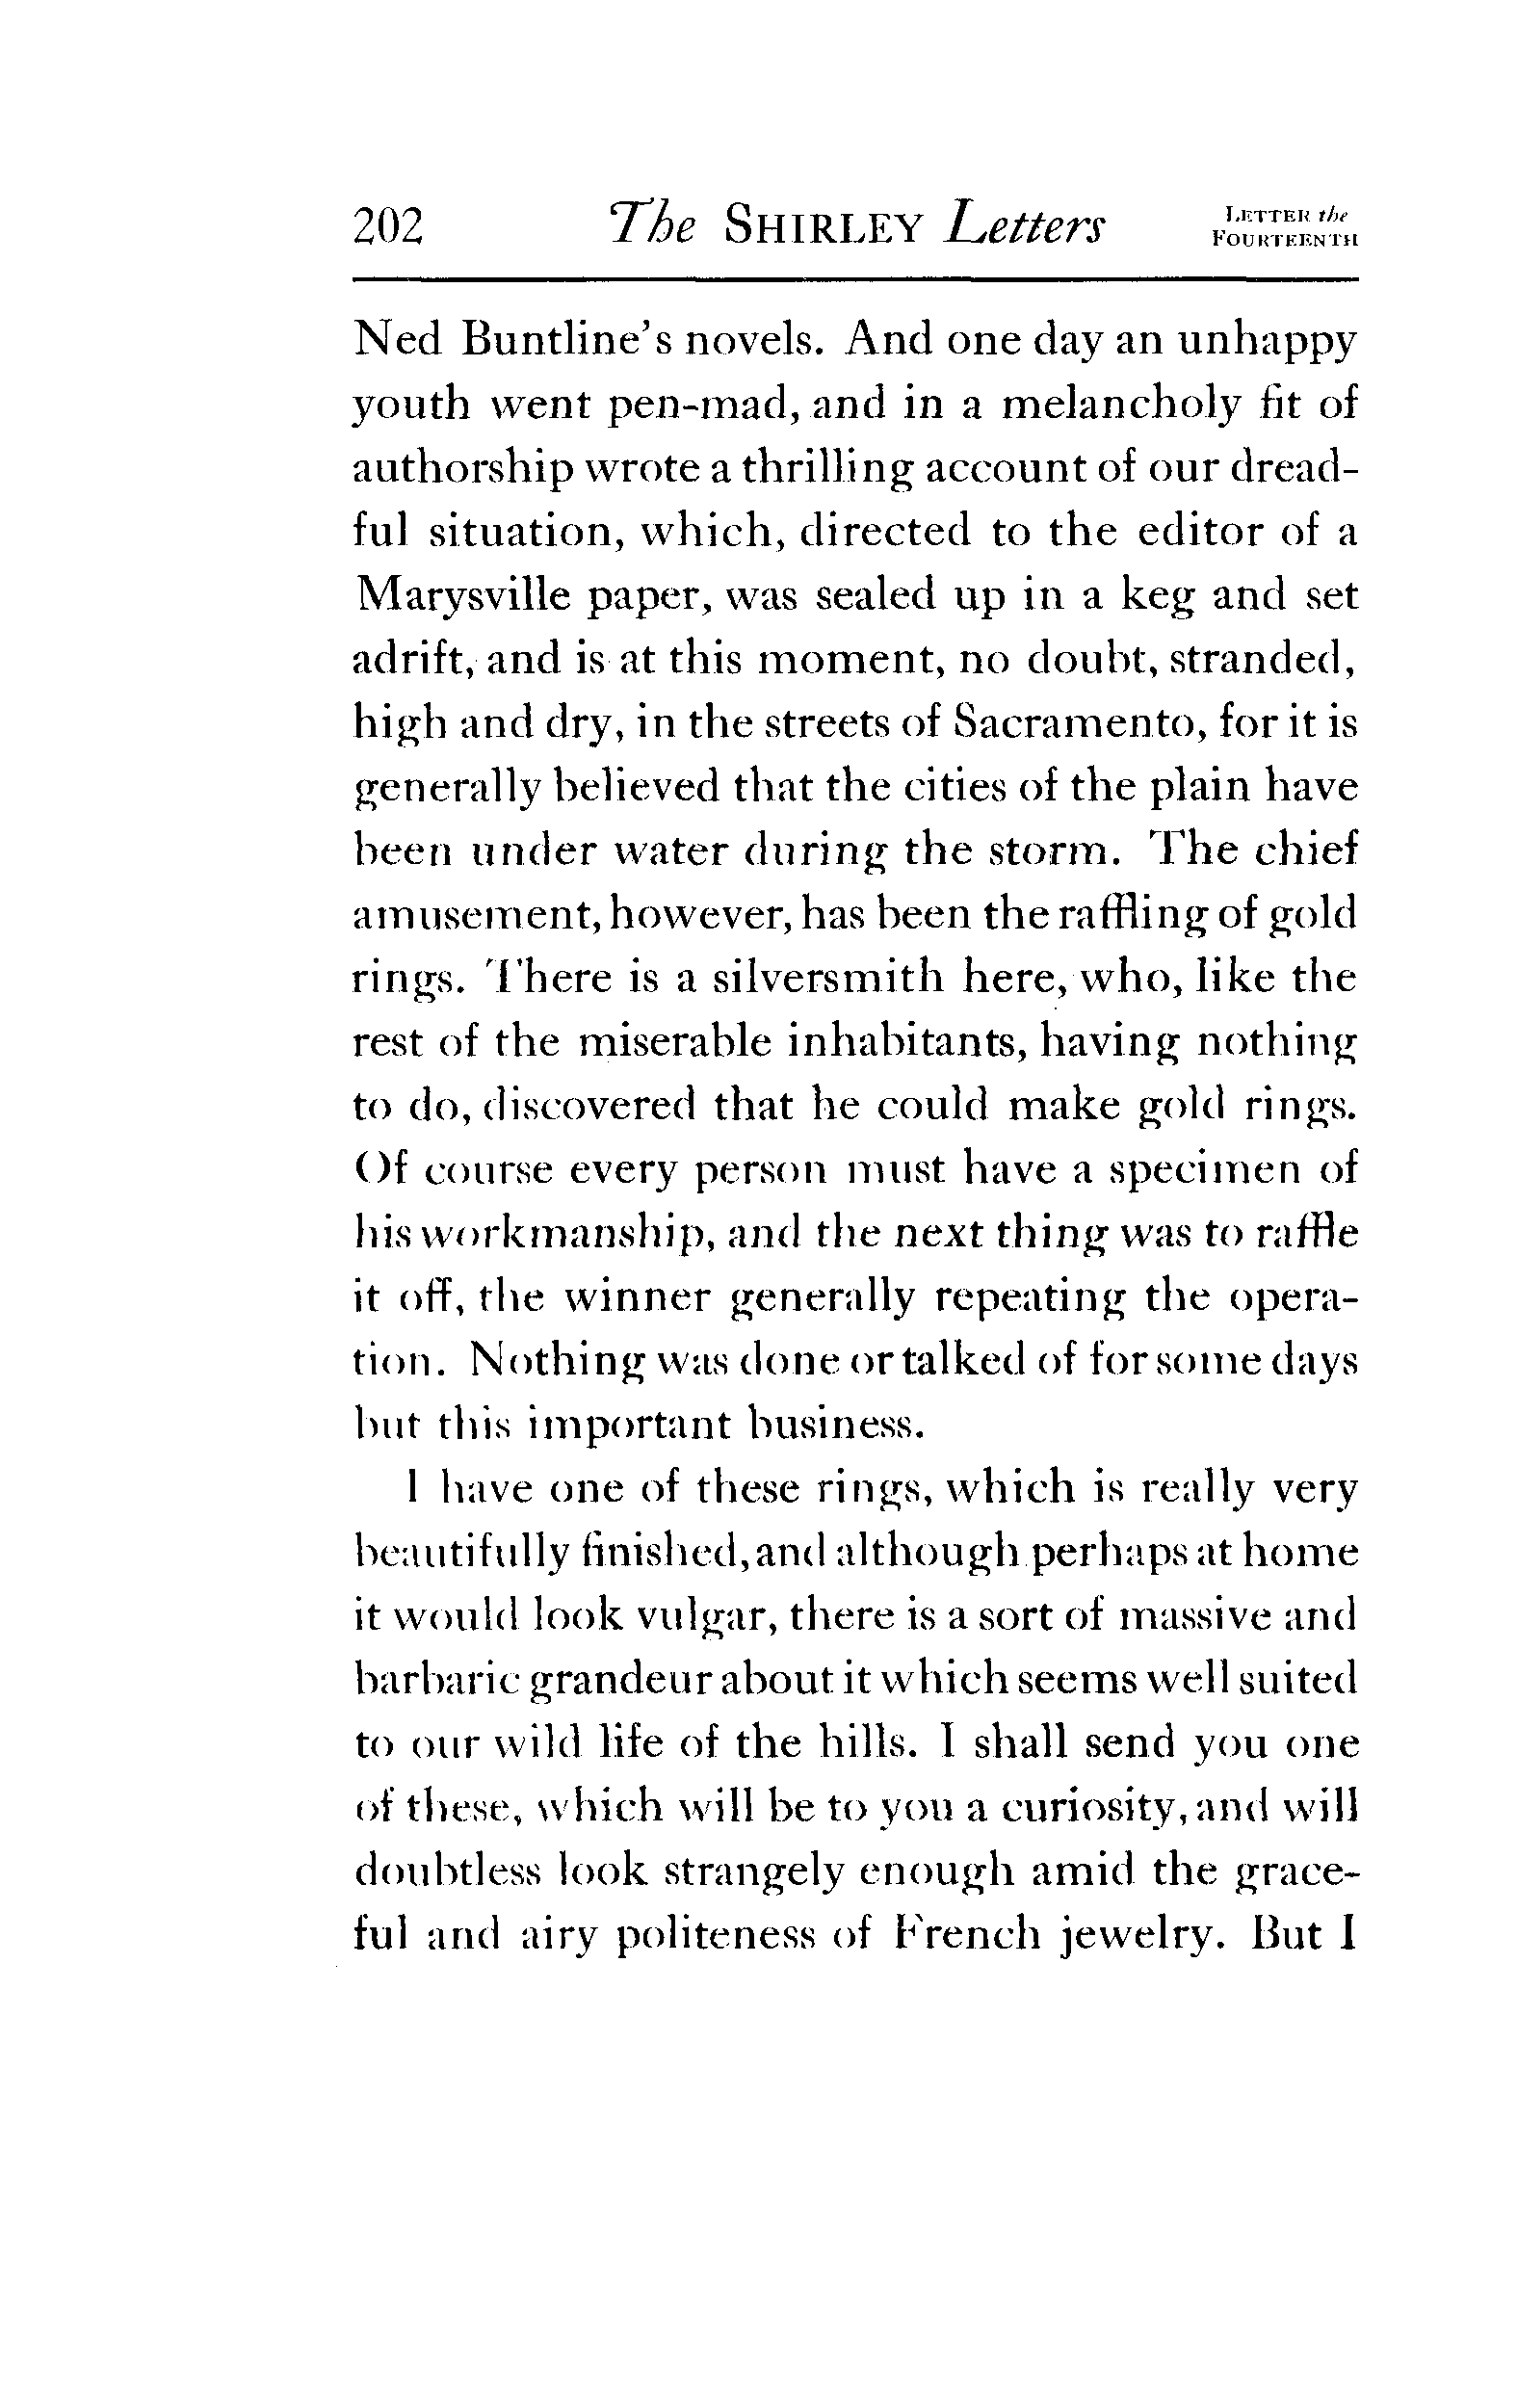 202 The SHIRLEY Letters LETTER the
FOURTEENTH
Ned Buntline's novels. And one day an unhappy
youth went pen-mad, and in a melancholy fit of
authorship wrote a thrilling account of our dread-
ful situation, which, directed to the editor of a
Marysville paper, was sealed up in a keg and set
adrift, and is at this moment, no doubt, stranded,
high and dry, in the streets of Sacramento, for it is
generally believed that the cities of the plain have
been under water during the storm. The chief
amusement, however, has been the raffling of gold
rings. There is a silversmith here, who, like the
rest of the miserable inhabitants, having nothing
to do, discovered that he could make gold rings.
Of course every person must have a specimen of
his workmanship, and the next thing was to raffle
it off, the winner generally repeating the opera-
tion. Nothing was done or talked of for some days
but this important business.
I have one of these rings, which is really very
beautifully finished, and although perhaps at home
it would look vulgar, there is a sort of massive and
barbaric grandeur about it which seems well suited
to our wild life of the hills. I shall send you one
of these, which will be to you a curiosity, and will
doubtless look strangely enough amid the grace-
ful and airy politeness of French jewelry. But I